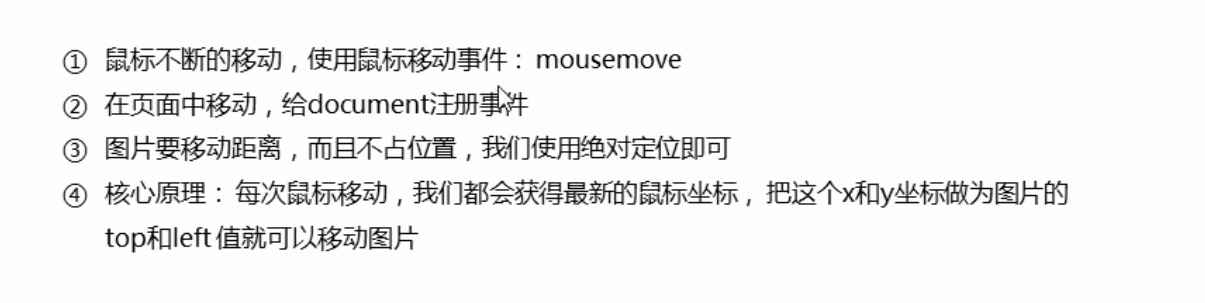 ① 鼠标不断的移动，使用鼠标移动事件： mousemove
② 在页面中移动，给document注册事件
③ 图片要移动距离，而且不占位置，我们使用绝对定位即可
④ 核心原理： 每次鼠标移动，我们都会获得最新的鼠标坐标， 把这个x和y坐标做为图片的
top和left 值就可以移动图片